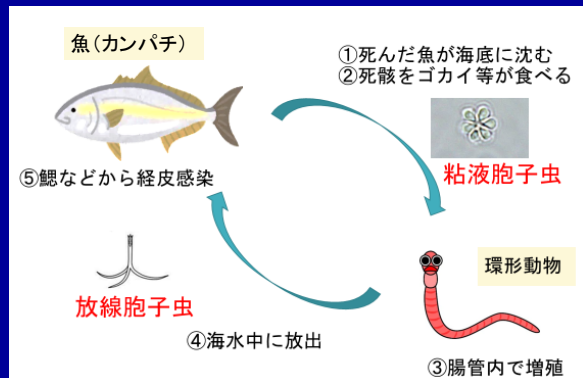 魚（カンパチ）
①死んだ魚が海底に沈む
②死骸をゴカイ等が食べる
粘液胞子虫
環形動物
③腸管内で増殖
④海水中に放出
放線胞子虫
⑤鰓などから経皮感染